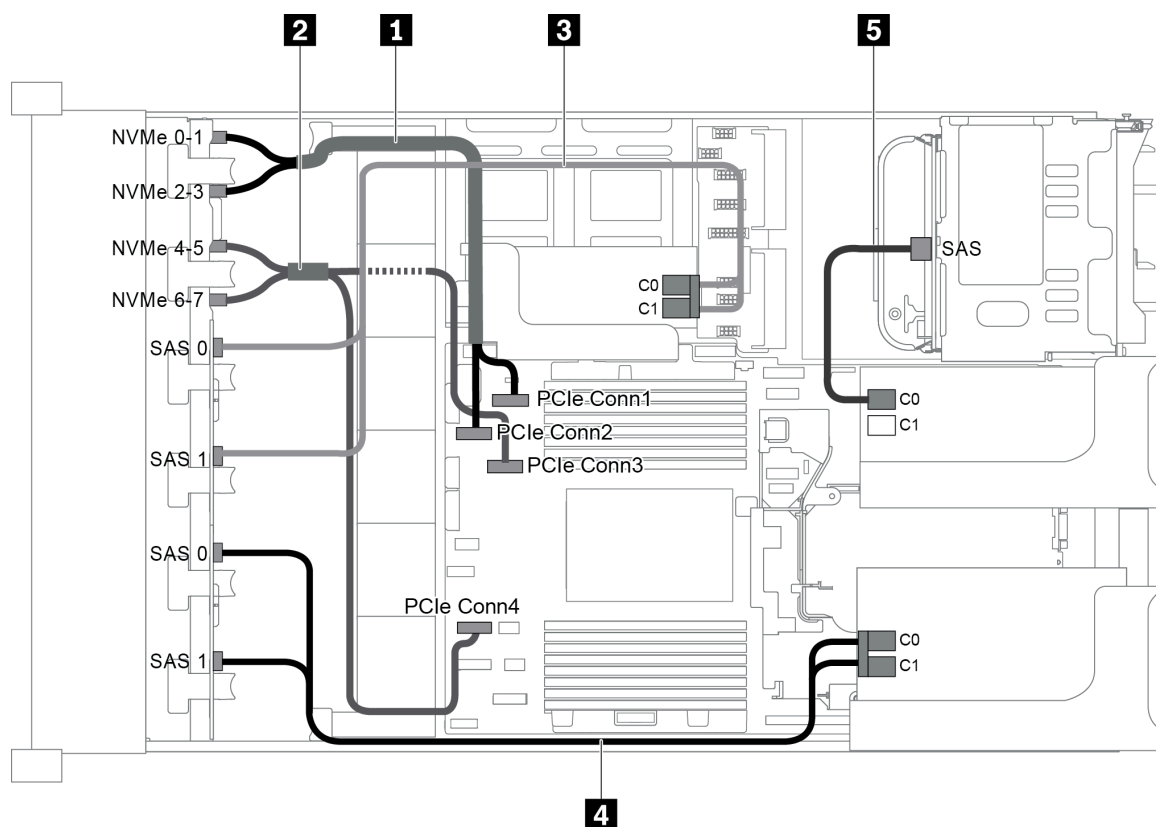 2 1 3 5
NVMe 0-1
NVMe 2-3
NVMe 4-5
SAS
NVMe 6-7
C0
C1
SAS 0
PCIe Conn1
C0
C1
PCIe Conn2
SAS 1
PCIe Conn3
SAS 0
PCIe Conn4
C0
SAS 1
C1
4